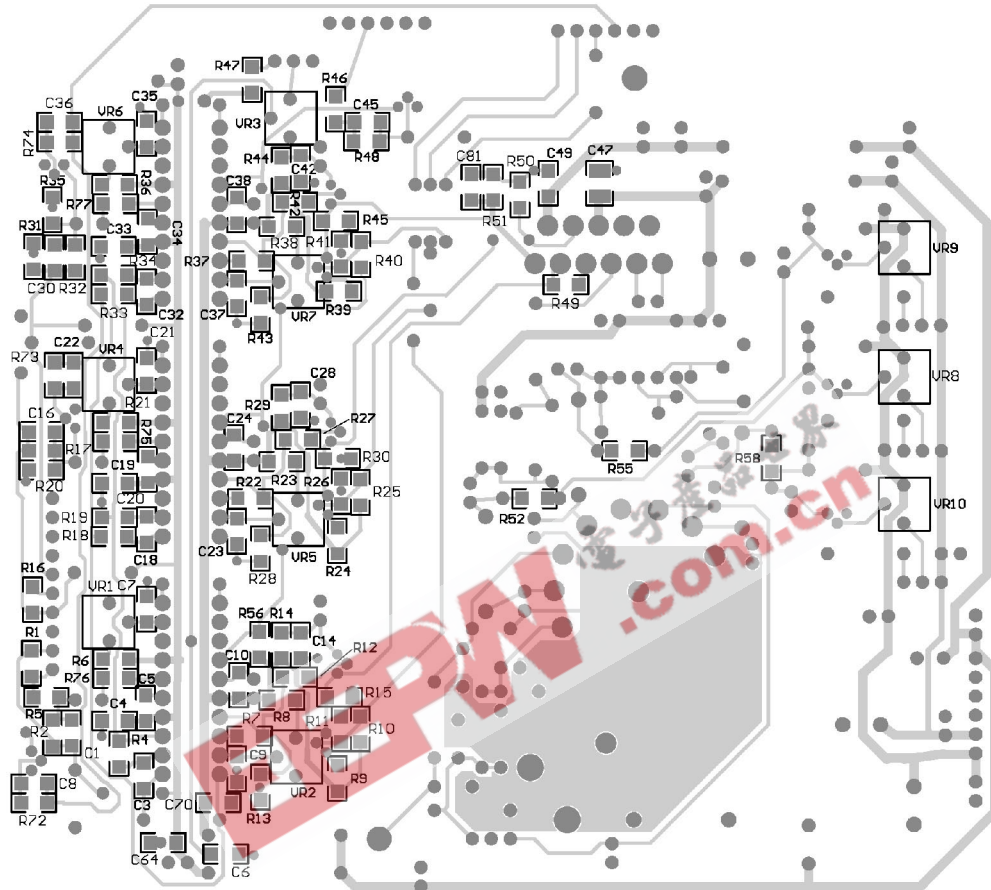 R47
R46
C36
C35
VR6
C45
VR3
R74
R48
R44
C42
C81
R50
C49
C47
R35
R36
C38
R77
R42
R51
R31
C34
R45
C33
R38
R41
VR9
R34
R37
R40
C30
R32
R49
R33
C32
C37
VR7
R39
R43
C21
C22
R73
VR4
VR8
R21
C28
R29
C16
C24
R27
R75
R17
R30
R55
R58
R20
C19
R23
R26
C20
R22
R25
R19
VR10
R18
R52
C18
C23
VR5
R24
R28
R16
VR1
C7
R56
R14
R1
C14
R12
C10
R6
R76
C5
R15
R5
C4
R7
R8
R11
R2
R4
R10
C1
C9
C8
C3
VR2
R9
C70
R13
R72
C64
C6
EEPW
.com.cn
电子产品世界